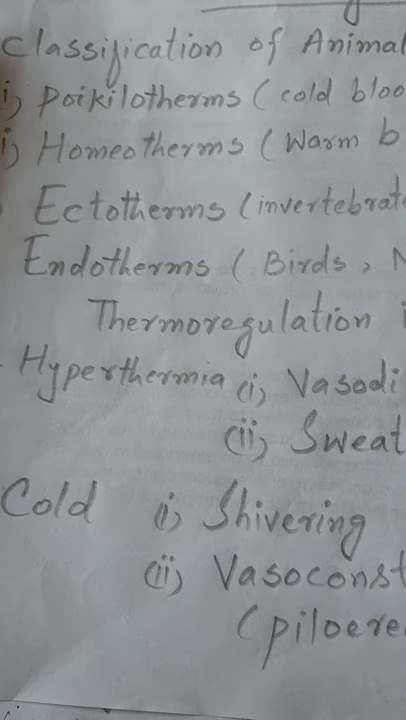 Classification of Animal
i) Poikilotherms ( cold bloo
i) Homeotherms ( Warm b
Ectotherms ( invertebrat
Endotherms ( Birds , M
Thermoregulation i
Hyperthermia (i) Vasodi
(ii) Sweat
Cold i) Shivering
(ii) Vasoconst
( piloere